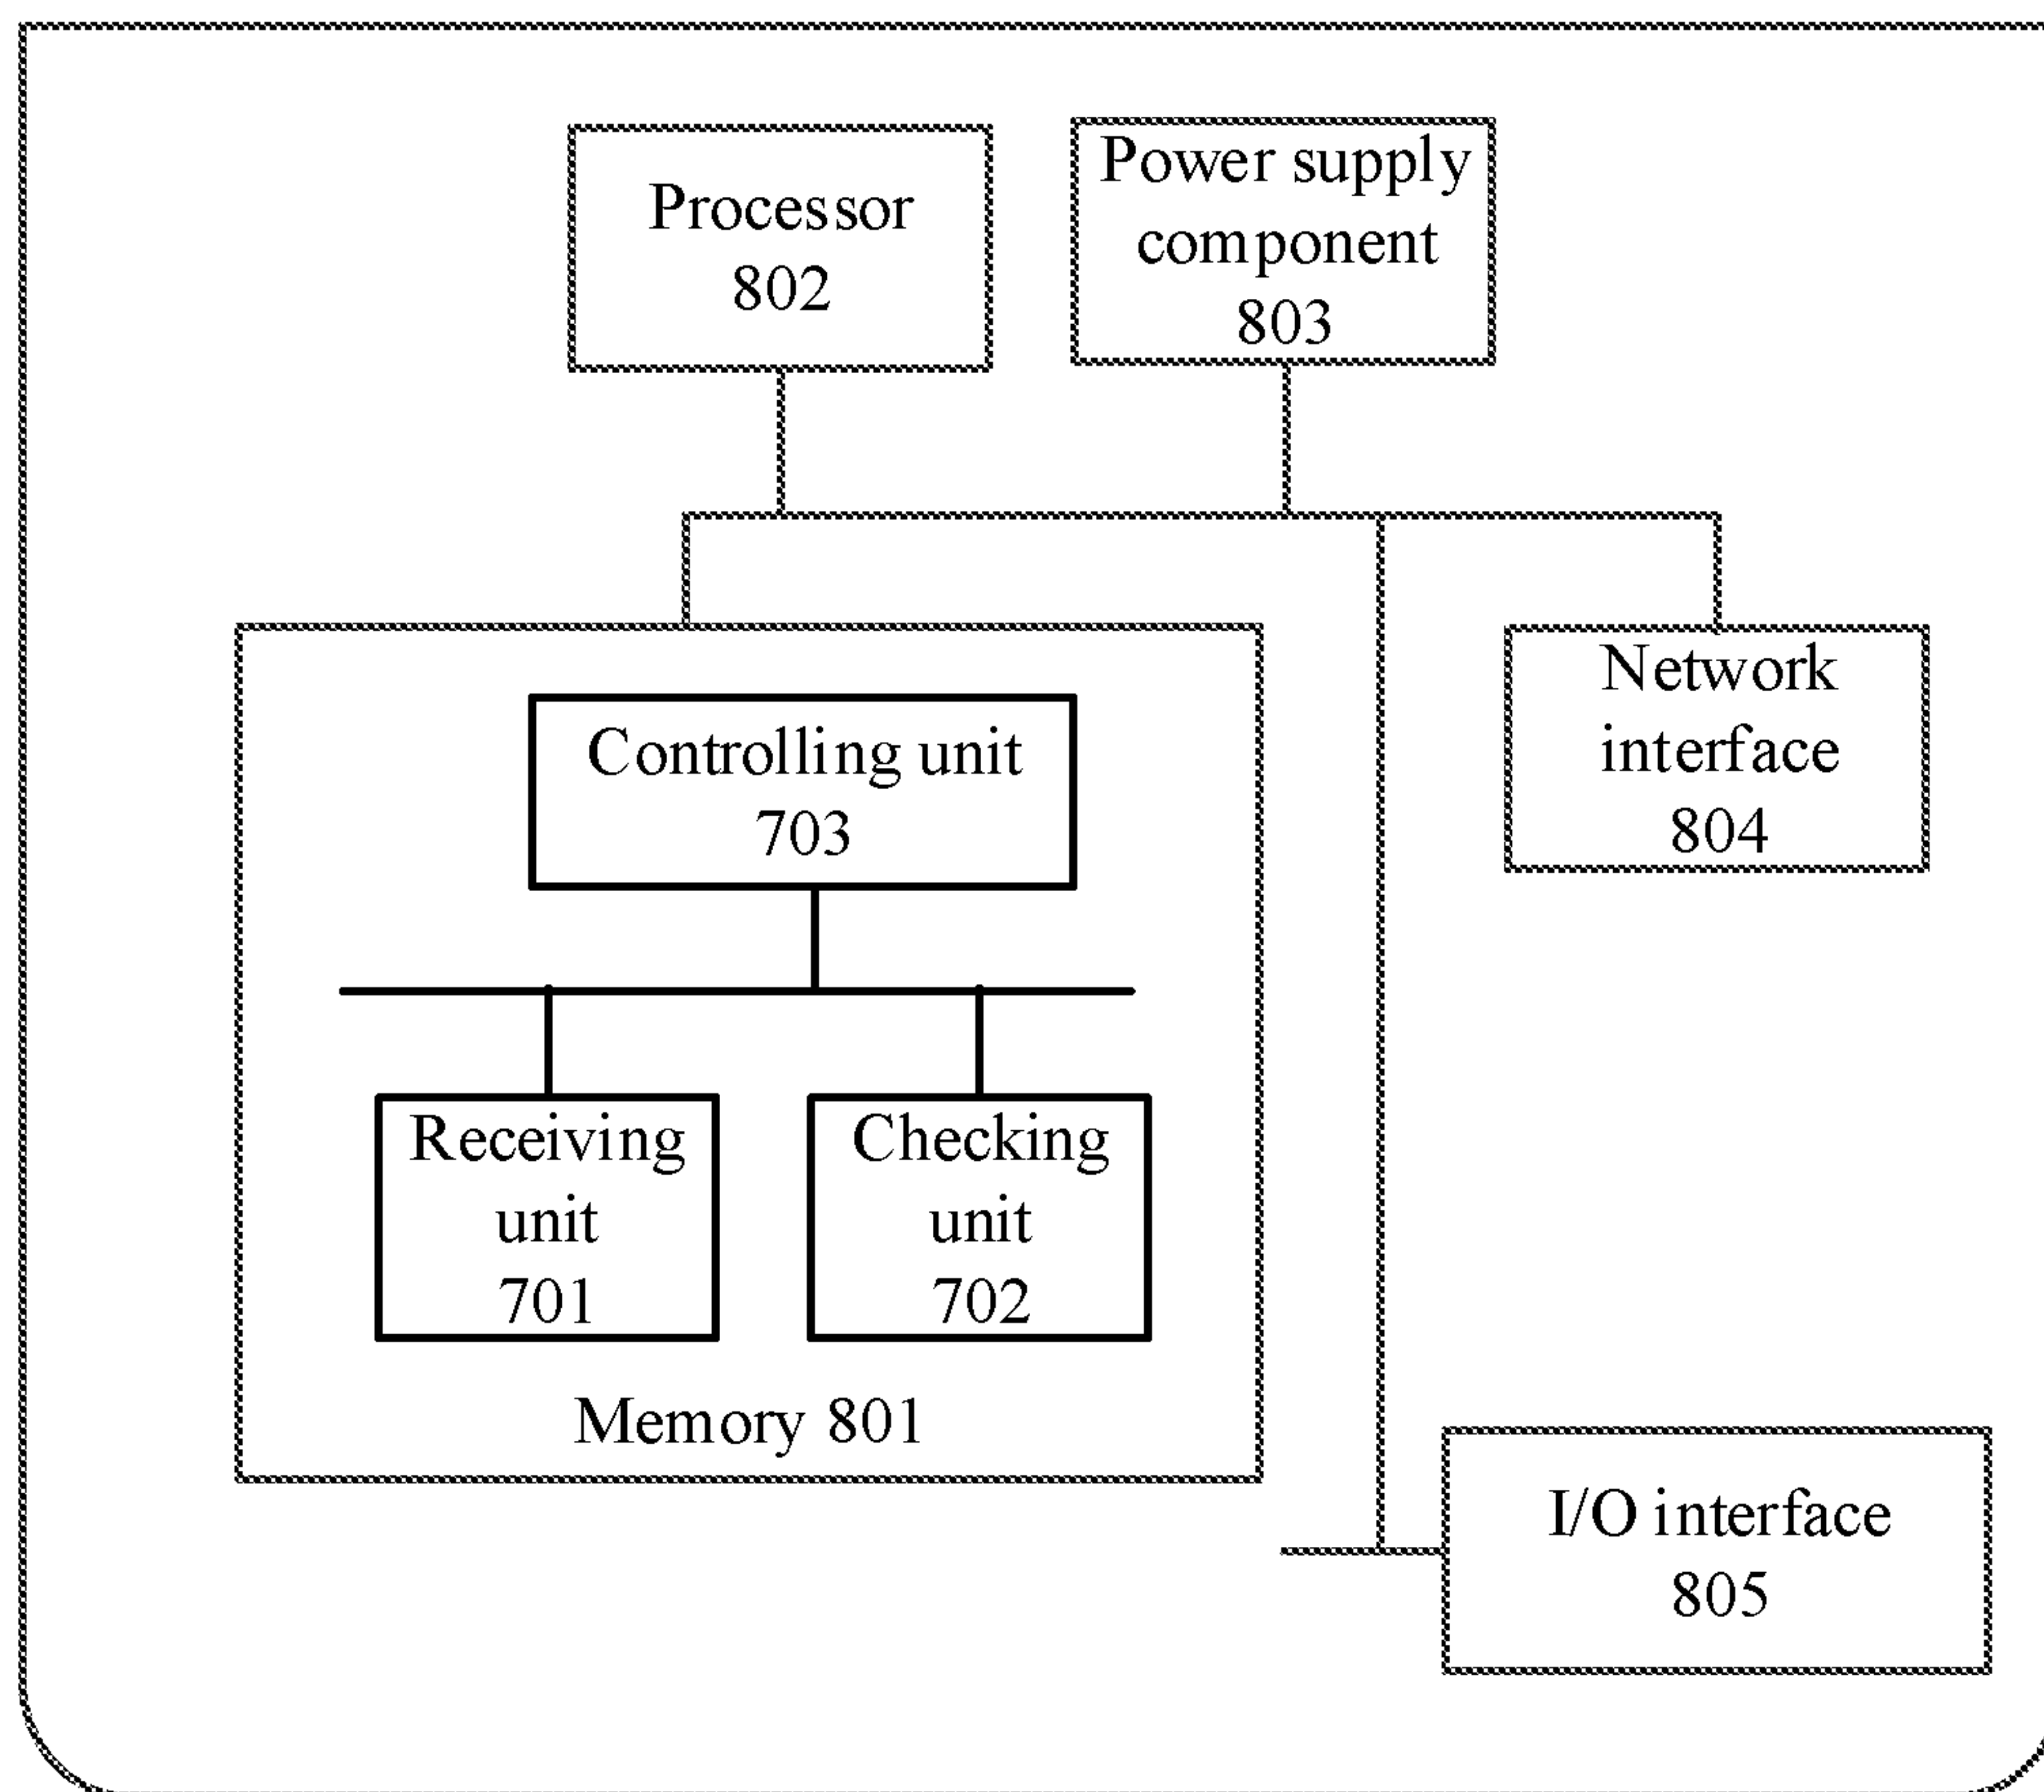 Processor
802
Power supply
component
803
Controlling unit
703
Network
interface
804
Receiving
unit
701
Checking
unit
702
Memory 801
I/O interface
805